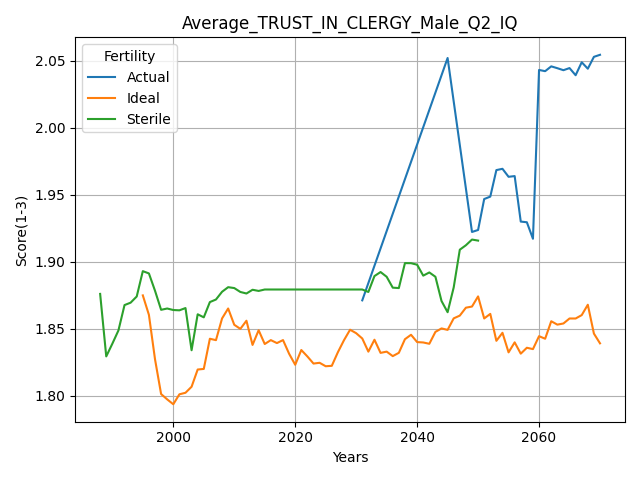 Average_TRUST_IN_CLERGY_Male_Q2_IQ
Fertility
Actual
Ideal
Sterile
Score(1-3)
2.05
2.00
1.95
1.90
1.85
1.80
2000 2020 2040 2060
Years